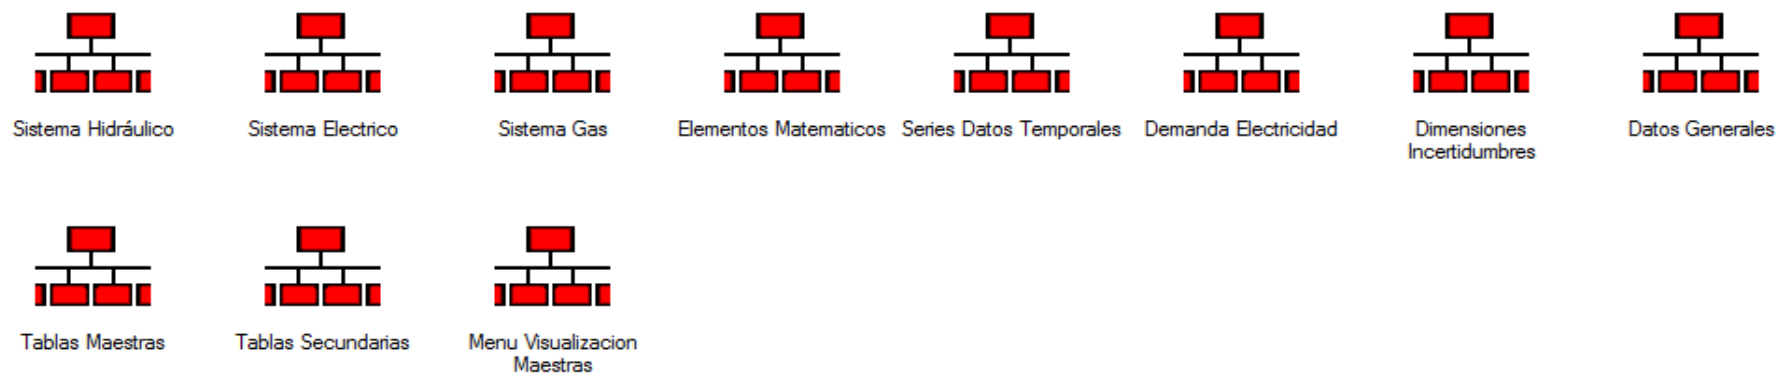 Sistema Hidráulico
Sistema Electrico
Sistema Gas
Elementos Matematicos
Series Datos Temporales
Demanda Electricidad
Dimensiones
Incertidumbres
Datos Generales
Tablas Maestras
Tablas Secundarias
Menu Visualizacion
Maestras